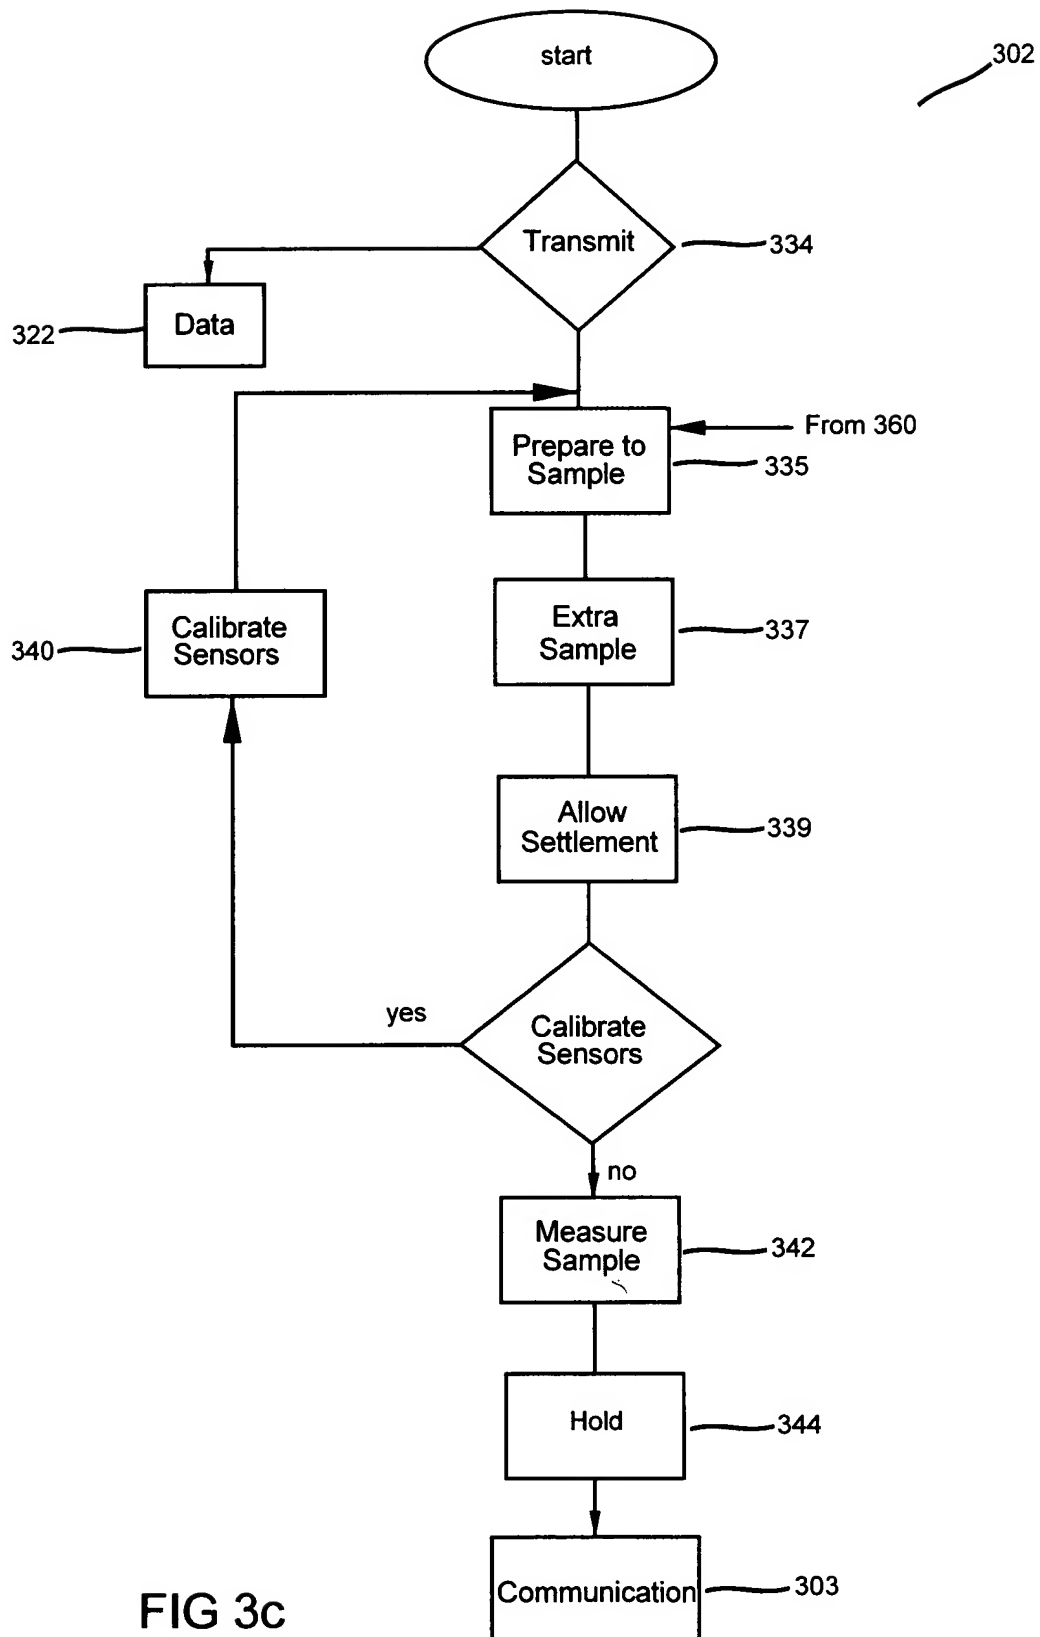 start
302
Transmit
334
Data
322
From 360
Prepare to
Sample
335
Extra
Sample
337
Calibrate
Sensors
340
Allow
Settlement
339
yes
Calibrate
Sensors
no
Measure
Sample
342
Hold
344
Communication
303
FIG 3c